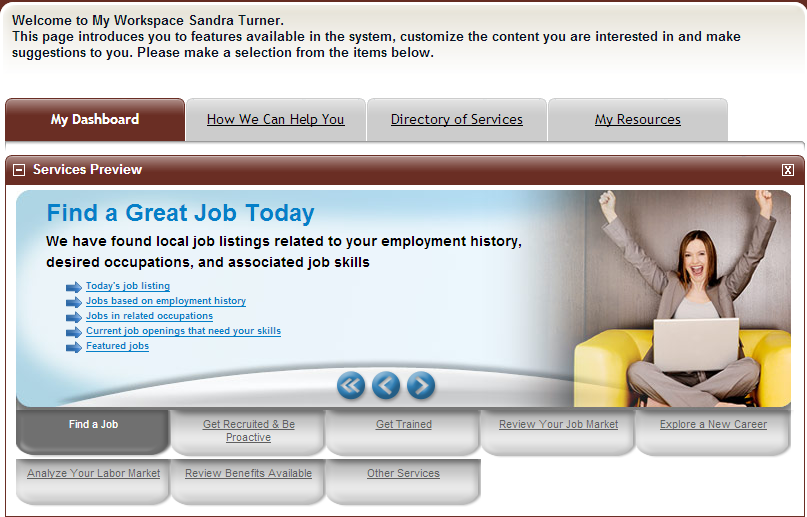 Welcome to My Workspace Sandra Turner.
This page introduces you to features available in the system, customize the content you are interested in and make
suggestions to you. Please make a selection from the items below.
My Dashboard
How We Can Help You
Directory of Services
My Resources
Services Preview
Find a Great Job Today
We have found local job listings related to your employment history,
desired occupations, and associated job skills
Today's job listing
Jobs based on employment history
Jobs in related occupations
Current job openings that need your skills
Featured jobs
Find a Job
Get Recruited & Be
Proactive
Get Trained
Review Your Job Market
Explore a New Career
Analyze Your Labor Market
Review Benefits Available
Other Services